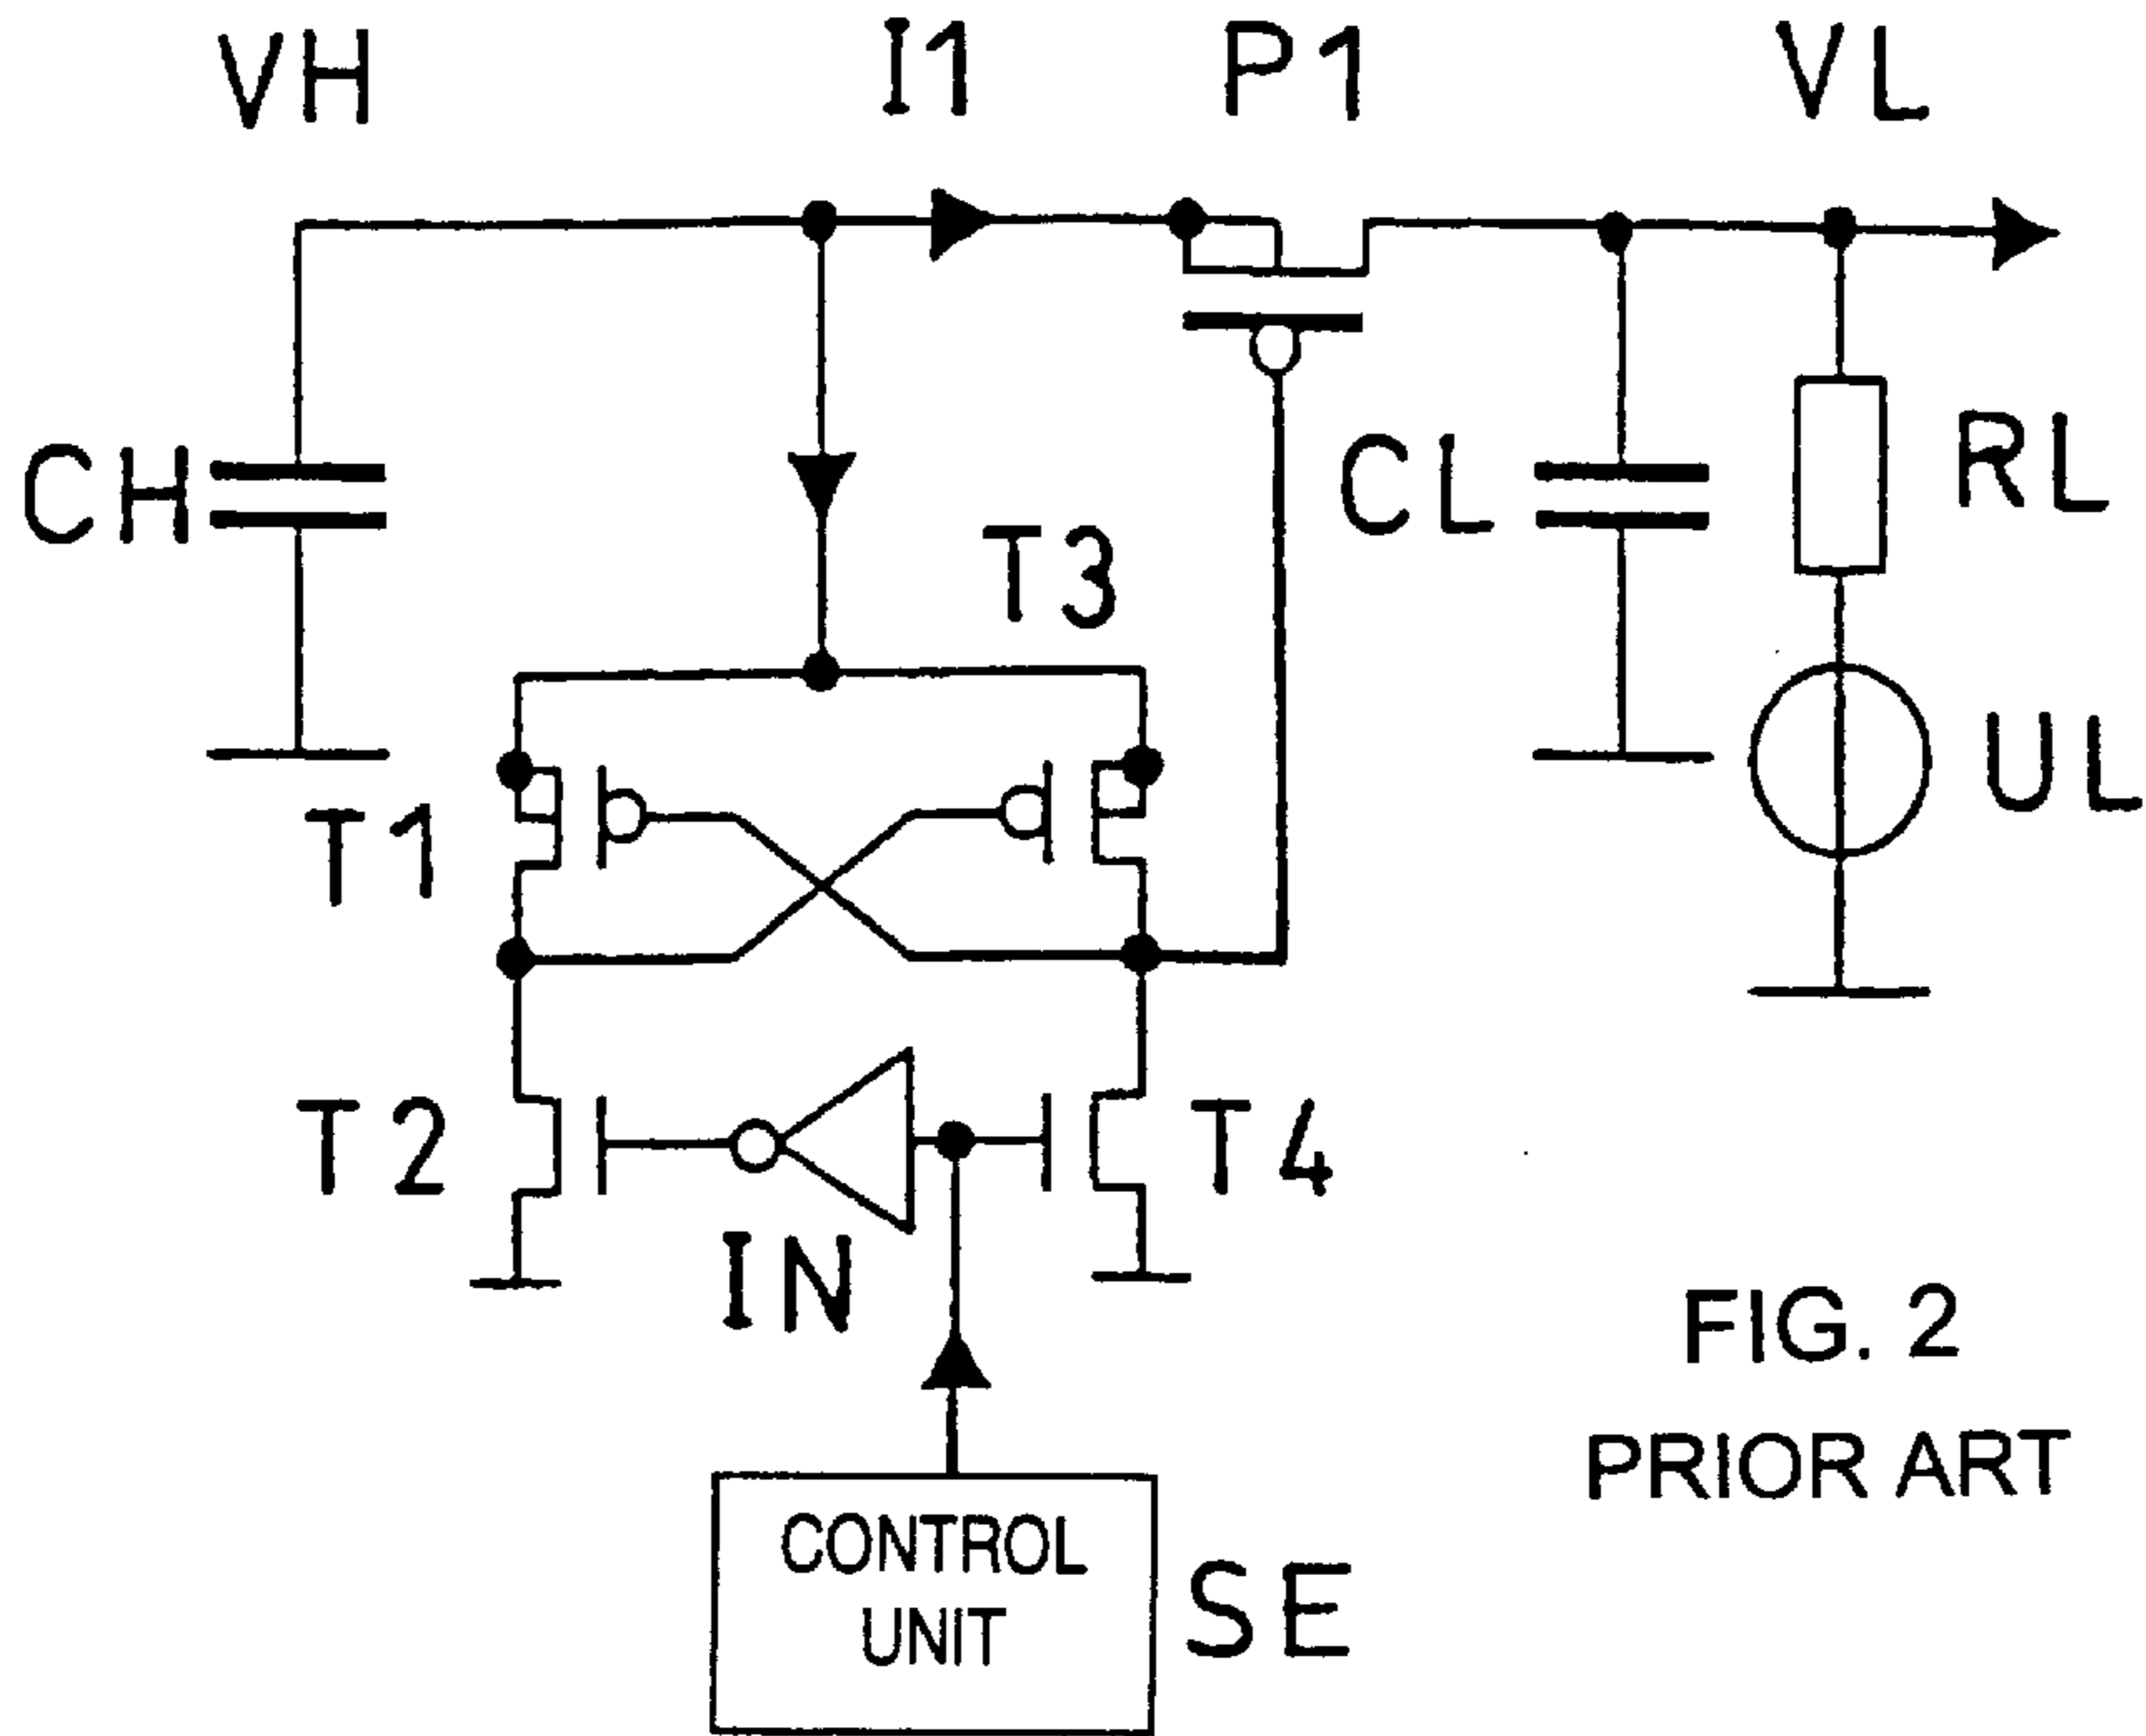 VH I1 P1 VL
CH CL RL
T3
UL
T1
T2 T4
IN
FIG. 2
PRIOR ART
CONTROL
UNIT
SE